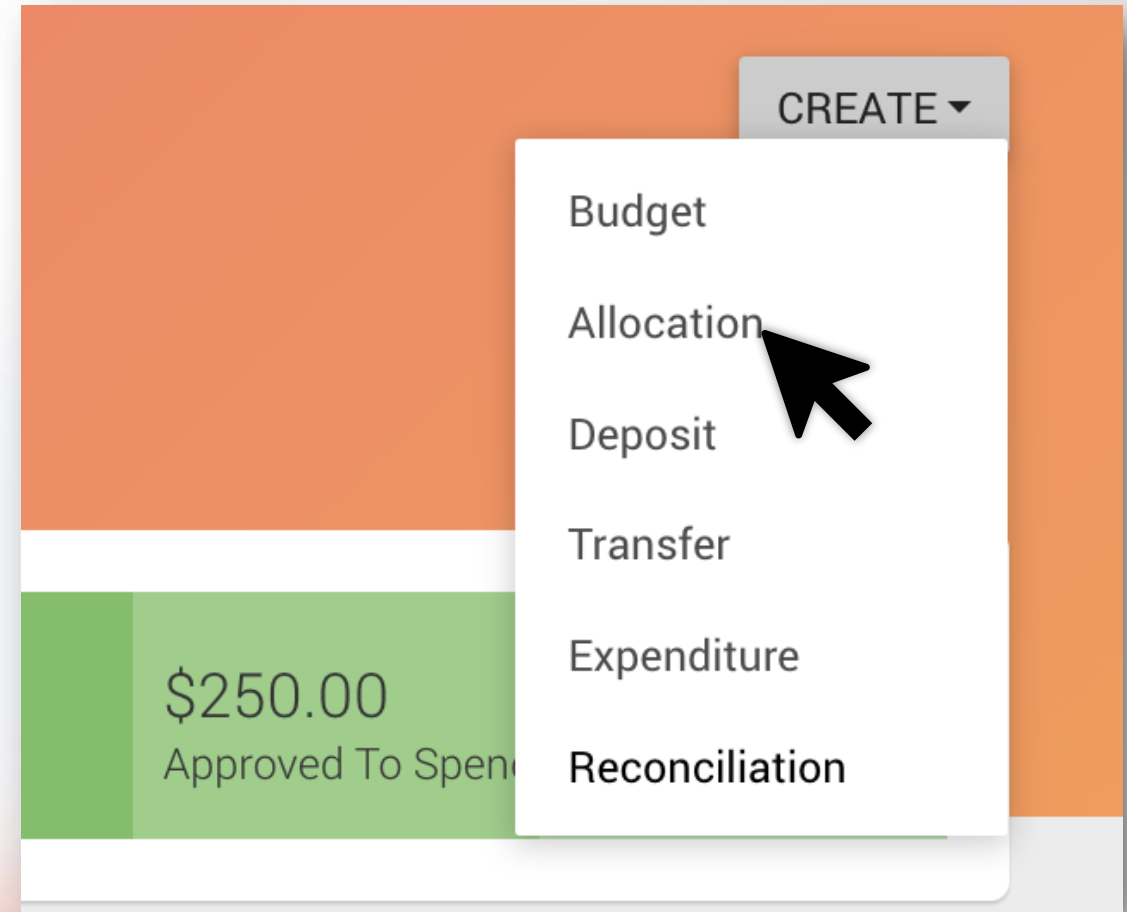 CREATE
Budget
Allocation
Deposit
Transfer
Expenditure
Reconciliation
$250.00
Approved To Spen